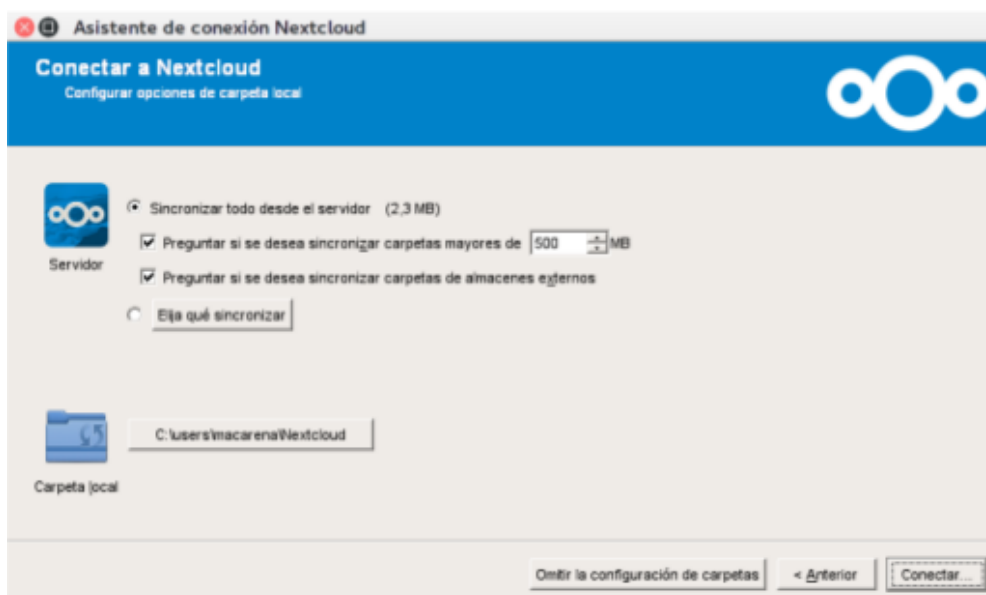 Asistente de conexión Nextcloud
Conectar a Nextcloud
Configurar opciones de carpeta local
Sincronizar todo desde el servidor (2,3 MB)
Preguntar si se desea sincronizar carpetas mayores de 500 MB
Servidor
Preguntar si se desea sincronizar carpetas de almacenes externos
Elija qué sincronizar
C:\users\macarena\Nextcloud
Carpeta local
Omitir la configuración de carpetas < Anterior Conectar...